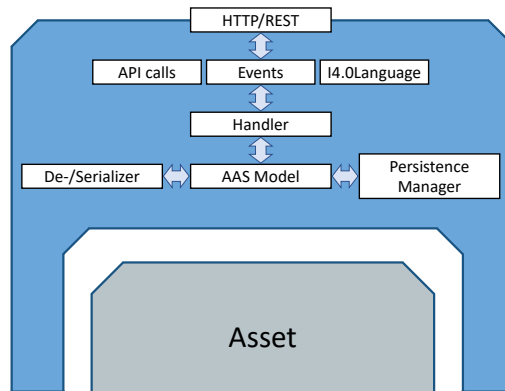 HTTP/REST
API calls
Events
I4.0Language
Handler
De-/Serializer
AAS Model
Persistence
Manager
Asset